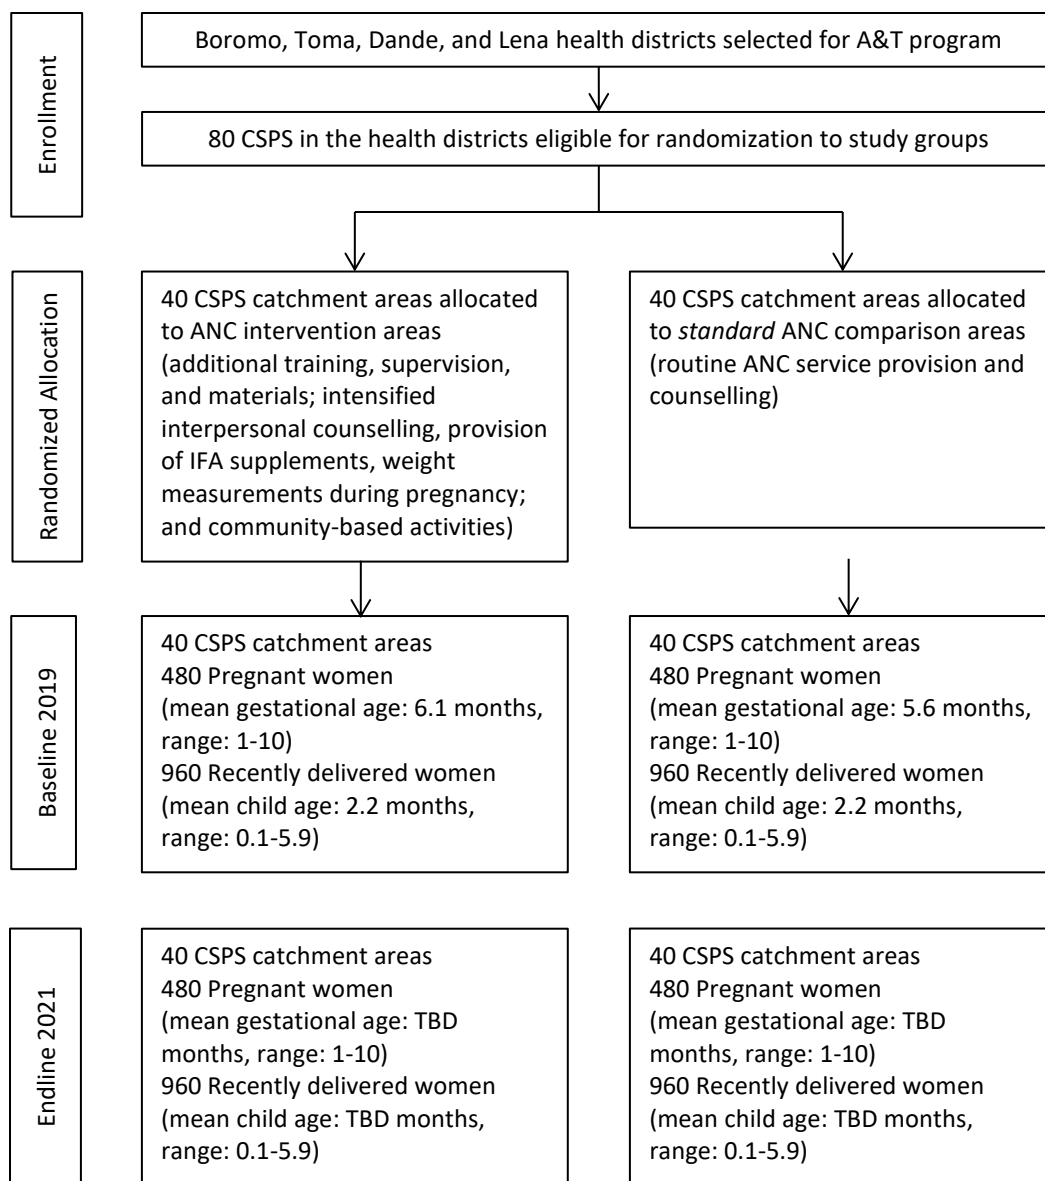 Enrollment
Boromo, Toma, Dande, and Lena health districts selected for A&T program
80 CSPS in the health districts eligible for randomization to study groups
Randomized Allocation
40 CSPS catchment areas allocated
to ANC intervention areas
(additional training, supervision,
and materials; intensified
interpersonal counselling, provision
of IFA supplements, weight
measurements during pregnancy;
and community-based activities)
40 CSPS catchment areas allocated
to standard ANC comparison areas
(routine ANC service provision and
counselling)
Baseline 2019
40 CSPS catchment areas
480 Pregnant women
(mean gestational age: 6.1 months,
range: 1-10)
960 Recently delivered women
(mean child age: 2.2 months,
range: 0.1-5.9)
40 CSPS catchment areas
480 Pregnant women
(mean gestational age: 5.6 months,
range: 1-10)
960 Recently delivered women
(mean child age: 2.2 months,
range: 0.1-5.9)
Endline 2021
40 CSPS catchment areas
480 Pregnant women
(mean gestational age: TBD
months, range: 1-10)
960 Recently delivered women
(mean child age: TBD months,
range: 0.1-5.9)
40 CSPS catchment areas
480 Pregnant women
(mean gestational age: TBD
months, range: 1-10)
960 Recently delivered women
(mean child age: TBD months,
range: 0.1-5.9)